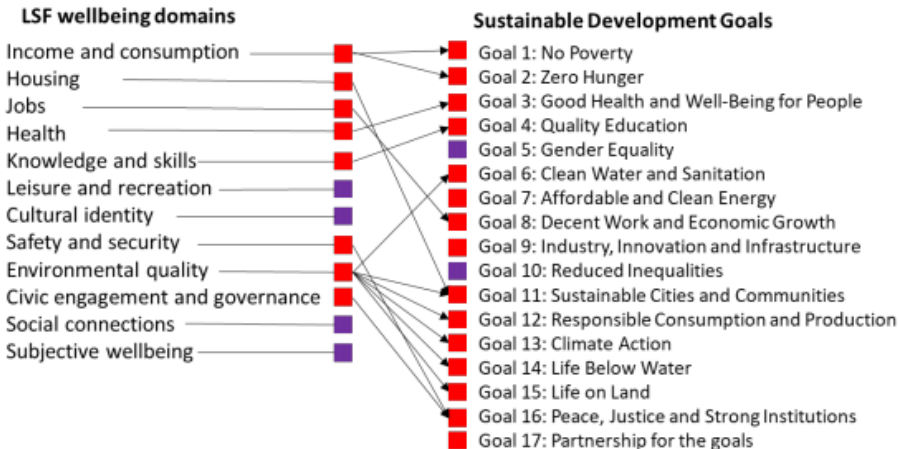 LSF wellbeing domains
Income and consumption
Housing
Jobs
Health
Knowledge and skills
Leisure and recreation
Cultural identity
Safety and security
Environmental quality
Civic engagement and governance
Social connections
Subjective wellbeing
Sustainable Development Goals
Goal 1: No Poverty
Goal 2: Zero Hunger
Goal 3: Good Health and Well-Being for People
Goal 4: Quality Education
Goal 5: Gender Equality
Goal 6: Clean Water and Sanitation
Goal 7: Affordable and Clean Energy
Goal 8: Decent Work and Economic Growth
Goal 9: Industry, Innovation and Infrastructure
Goal 10: Reduced Inequalities
Goal 11: Sustainable Cities and Communities
Goal 12: Responsible Consumption and Production
Goal 13: Climate Action
Goal 14: Life Below Water
Goal 15: Life on Land
Goal 16: Peace, Justice and Strong Institutions
Goal 17: Partnership for the goals